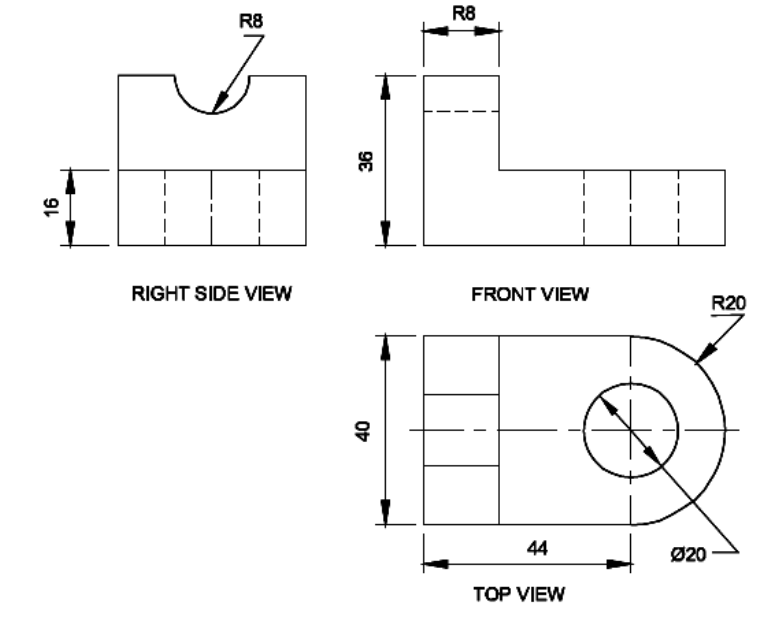 R8
R8
36
16
RIGHT SIDE VIEW
FRONT VIEW
R20
40
44
Ø20
TOP VIEW